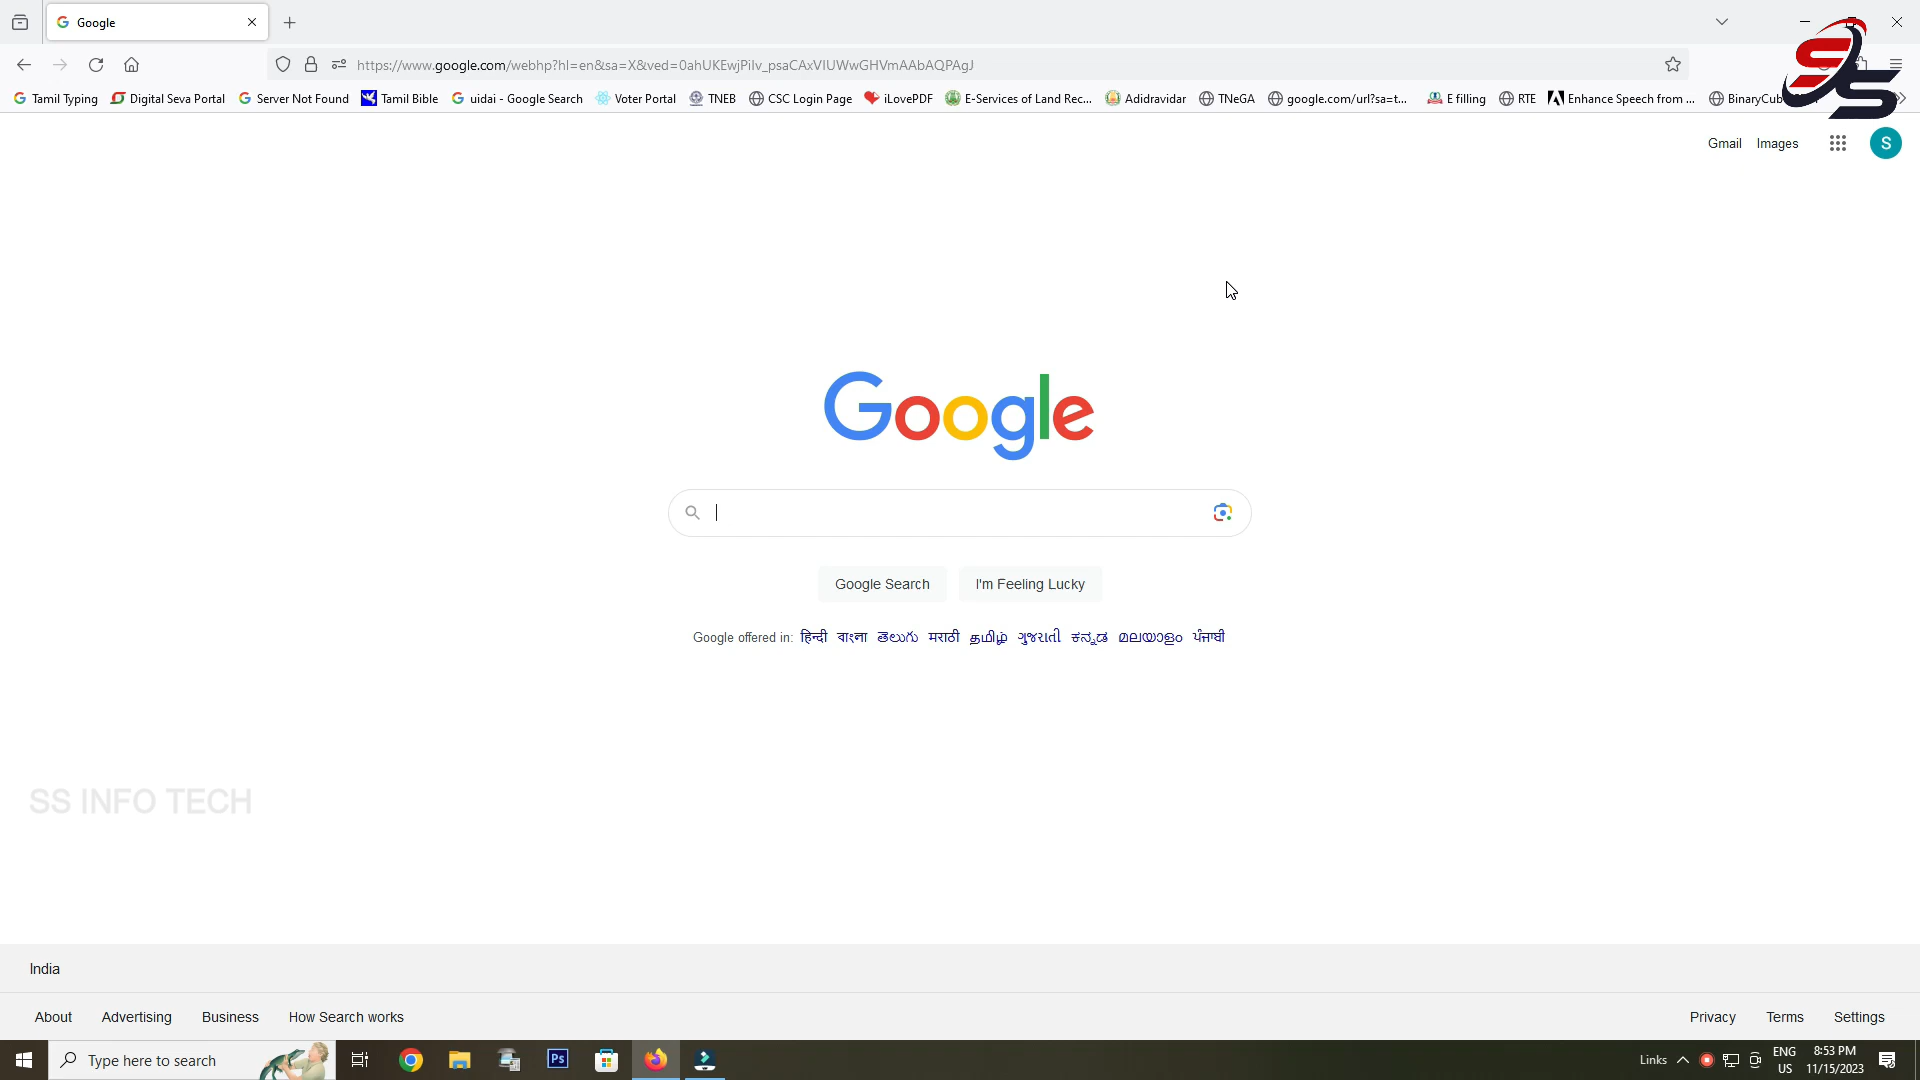 Google
https://www.google.com/webhp?hl=en&sa=X&ved=0ahUKEwjPiIv_psaCAxVIUWwGHVmAAbAQPAgJ
Tamil Typing Digital Seva Portal Server Not Found Tamil Bible uidai - Google Search Voter Portal TNEB CSC Login Page iLovePDF E-Services of Land Rec... Adidravidar TNeGA google.com/url?sa=t... E filling RTE Enhance Speech from ...
Gmail Images S
Google
Google Search I'm Feeling Lucky
Google offered in: हिन्दी বাংলা తెలుగు मराठी தமிழ் ગુજરાતી ಕನ್ನಡ മലയാളം ਪੰਜਾਬੀ
SS INFO TECH
India
About Advertising Business How Search works Privacy Terms Settings
Type here to search Ps Links ENG US 8:53 PM 11/15/2023